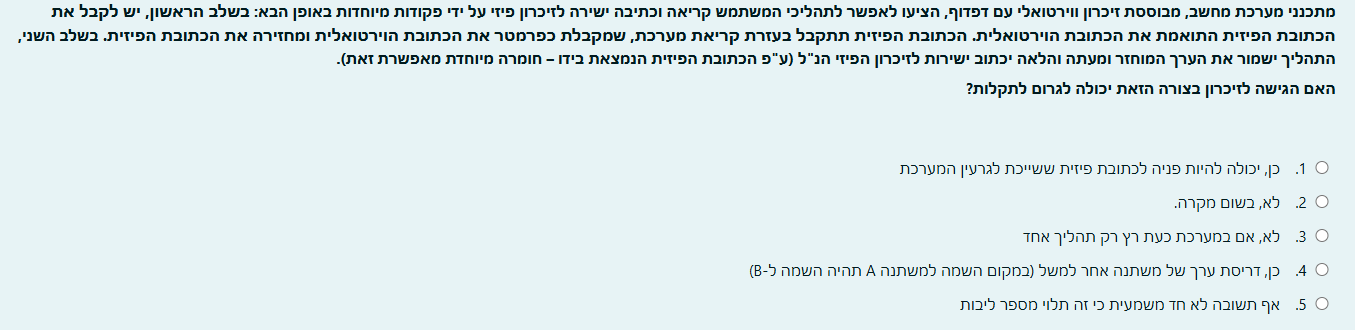 מתכנני מערכת מחשב, מבוססת זיכרון ווירטואלי עם דפדוף, הציעו לאפשר לתהליכי המשתמש קריאה וכתיבה ישירה לזיכרון פיזי על ידי פקודות מיוחדות באופן הבא: בשלב הראשון, יש לקבל את
הכתובת הפיזית התואמת את הכתובת הוירטואלית. הכתובת הפיזית תתקבל בעזרת קריאת מערכת, שמקבלת כפרמטר את הכתובת הוירטואלית ומחזירה את הכתובת הפיזית. בשלב השני,
התהליך ישמור את הערך המוחזר ומעתה והלאה יכתוב ישירות לזיכרון הפיזי הנ"ל (ע"פ הכתובת הפיזית הנמצאת בידו – חומרה מיוחדת מאפשרת זאת).
האם הגישה לזיכרון בצורה הזאת יכולה לגרום לתקלות?
1. כן, יכולה להיות פניה לכתובת פיזית ששייכת לגרעין המערכת
2. לא, בשום מקרה.
3. לא, אם במערכת כעת רץ רק תהליך אחד
4. כן, דריסת ערך של משתנה אחר למשל (במקום השמה למשתנה A תהיה השמה ל-B)
5. אף תשובה לא חד משמעית כי זה תלוי מספר ליבות